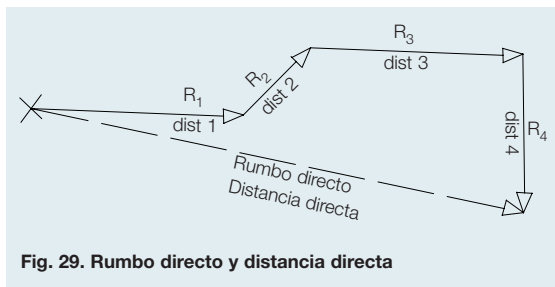 R₃
dist 3
R₂
dist 2
R₁
dist 1
dist 4
R₄
Rumbo directo
Distancia directa
Fig. 29. Rumbo directo y distancia directa